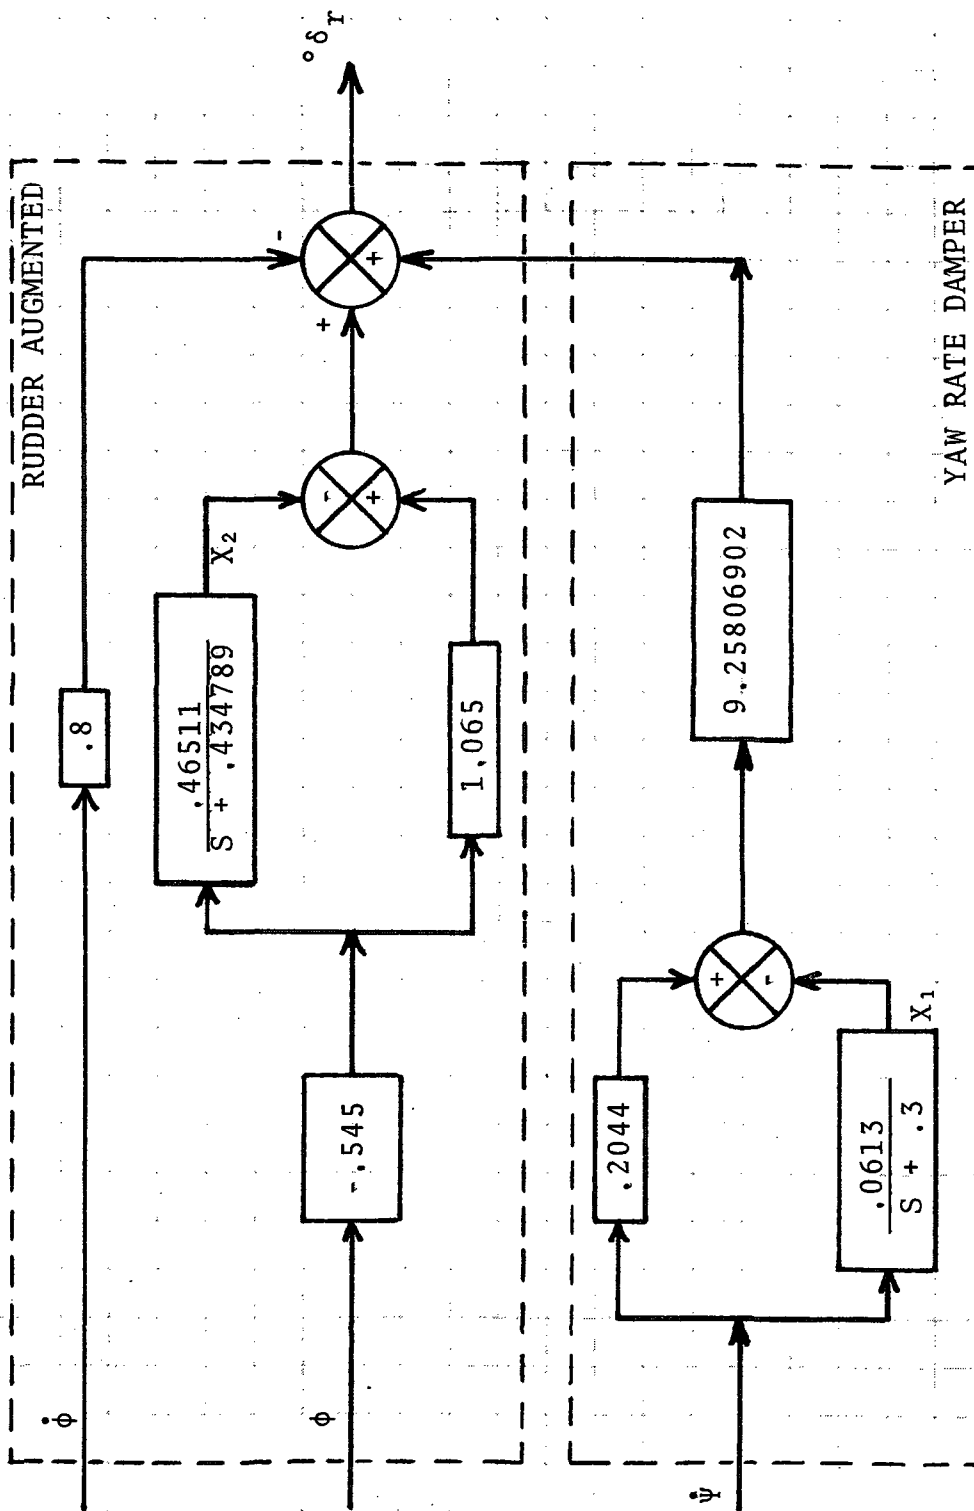 RUDDER AUGMENTED
φ̇
.8
-
° δr
.46511
S + .434789
X₂
-
+
+
+
φ
-.545
1.065
.2044
+
-
9.25806902
ψ̇
.0613
S + .3
X₁
YAW RATE DAMPER